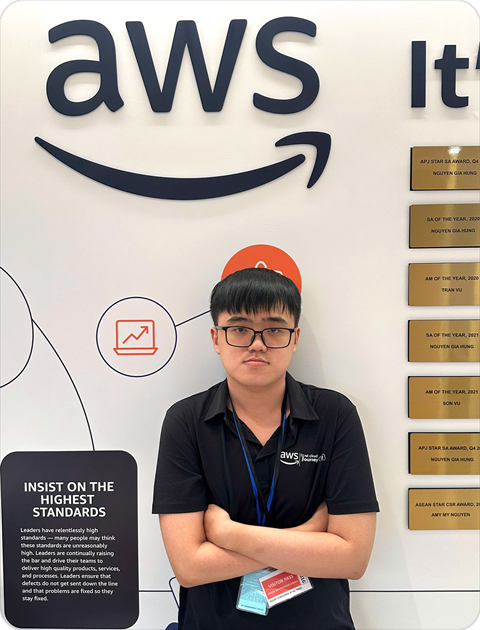 aws
It'
APJ STAR SA AWARD, Q4
NGUYEN GIA HUNG
SA OF THE YEAR, 2020
NGUYEN GIA HUNG
AM OF THE YEAR, 2020
TRAN VU
SA OF THE YEAR, 2021
NGUYEN GIA HUNG
AM OF THE YEAR, 2021
SON VU
APJ STAR SA AWARD, Q4
NGUYEN GIA HUNG
ASEAN STAR CSR AWARD,
AMY MY NGUYEN
INSIST ON THE
HIGHEST
STANDARDS
Leaders have relentlessly high
standards — many people may think
these standards are unreasonably
high. Leaders are continually raising
the bar and drive their teams to
deliver high quality products, services,
and processes. Leaders ensure that
defects do not get sent down the line
and that problems are fixed so they
stay fixed.
aws
cloud
Journey
VISITOR PASS